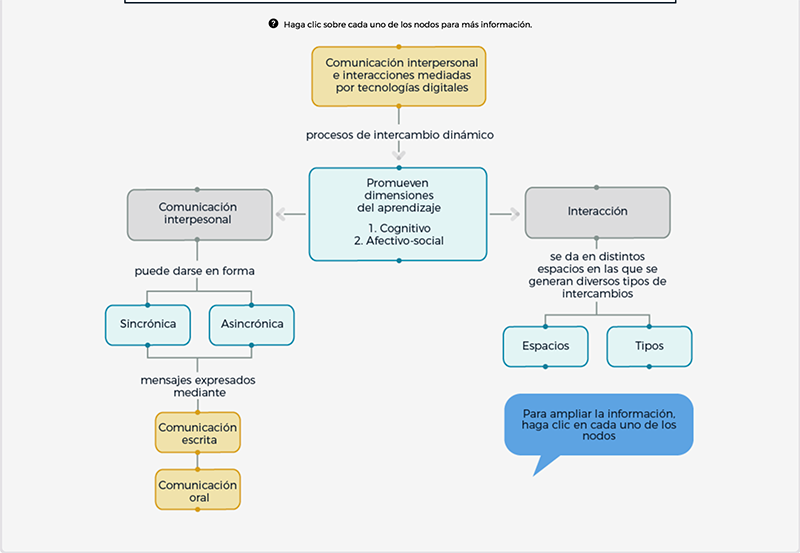 ? Haga clic sobre cada uno de los nodos para más información.
Comunicación interpersonal
e interacciones mediadas
por tecnologías digitales
procesos de intercambio dinámico
Promueven
dimensiones
del aprendizaje
1. Cognitivo
2. Afectivo-social
Comunicación
interpesonal
Interacción
puede darse en forma
se da en distintos
espacios en las que se
generan diversos tipos de
intercambios
Sincrónica
Asincrónica
Espacios
Tipos
mensajes expresados
mediante
Comunicación
escrita
Comunicación
oral
Para ampliar la información,
haga clic en cada uno de los
nodos